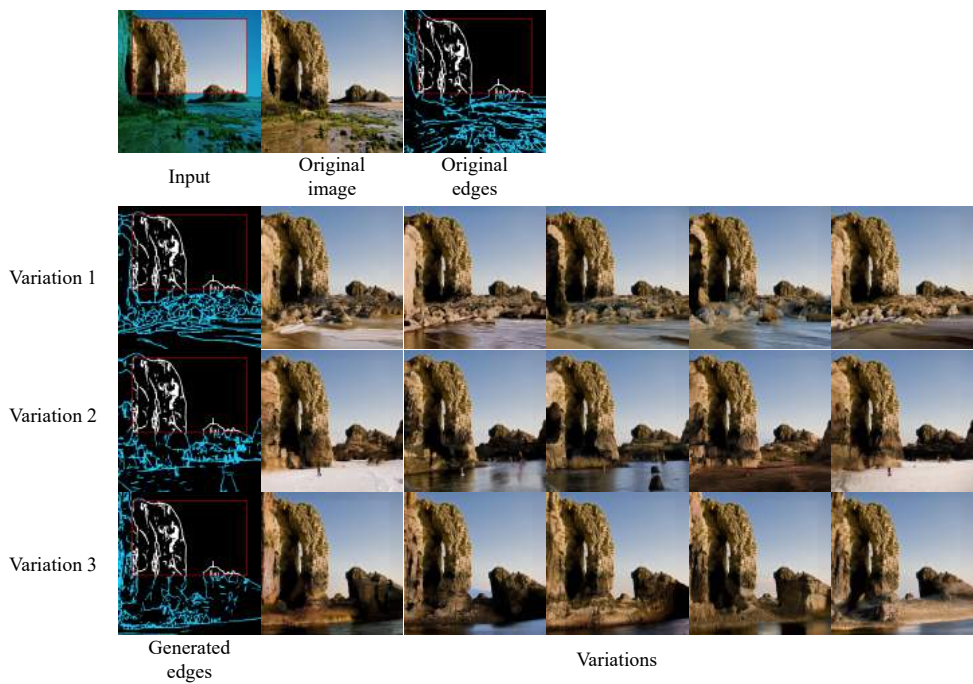 Input
Original
image
Original
edges
Variation 1
Variation 2
Variation 3
Generated
edges
Variations